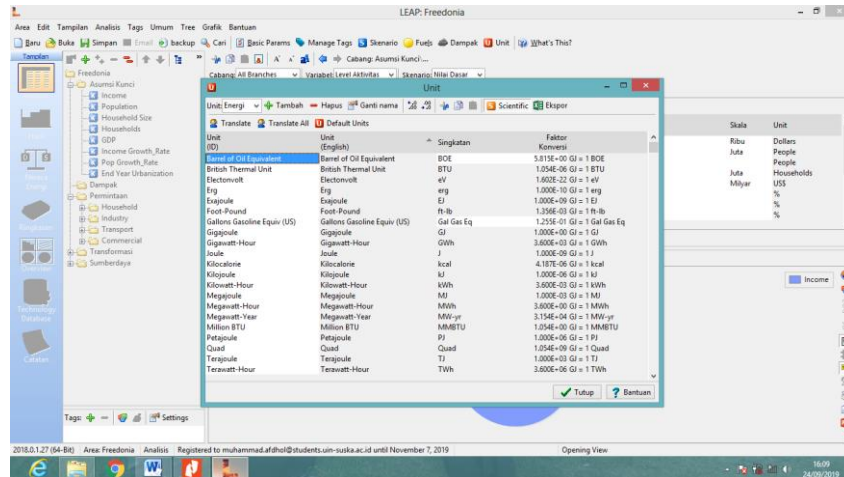 LEAP: Freedonia
Area Edit Tampilan Analisis Tags Umum Tree Grafik Bantuan
Baru Buka Simpan Email backup Cari Basic Params Manage Tags Skenario Fuels Dampak Unit What's This?
Tampilan
Freedonia
Asumsi Kunci
Income
Population
Household Size
Households
GDP
Income Growth_Rate
Pop Growth_Rate
End Year Urbanization
Dampak
Permintaan
Household
Industry
Transport
Commercial
Transformasi
Sumberdaya
Overview
Technology
Database
Catatan
Tags: Settings
Cabang: Asumsi Kunci:...
Cabang: All Branches Variabel: Level Aktivitas Skenario: Nilai Dasar
Unit
Unit: Energi Tambah Hapus Ganti nama Scientific Ekspor
Translate Translate All Default Units
Unit (ID) Unit (English) Singkatan Faktor Konversi
Barrel of Oil Equivalent Barrel of Oil Equivalent BOE 5.815E+00 GJ = 1 BOE
British Thermal Unit British Thermal Unit BTU 1.054E-06 GJ = 1 BTU
Electonvolt Electonvolt eV 1.602E-22 GJ = 1 eV
Erg Erg erg 1.000E-10 GJ = 1 erg
Exajoule Exajoule EJ 1.000E+09 GJ = 1 EJ
Foot-Pound Foot-Pound ft-lb 1.356E-03 GJ = 1 ft-lb
Gallons Gasoline Equiv (US) Gallons Gasoline Equiv (US) Gal Gas Eq 1.255E-01 GJ = 1 Gal Gas Eq
Gigajoule Gigajoule GJ 1.000E+00 GJ = 1 GJ
Gigawatt-Hour Gigawatt-Hour GWh 3.600E+03 GJ = 1 GWh
Joule Joule J 1.000E-09 GJ = 1 J
Kilocalorie Kilocalorie kcal 4.187E-06 GJ = 1 kcal
Kilojoule Kilojoule kJ 1.000E-06 GJ = 1 kJ
Kilowatt-Hour Kilowatt-Hour kWh 3.600E-03 GJ = 1 kWh
Megajoule Megajoule MJ 1.000E-03 GJ = 1 MJ
Megawatt-Hour Megawatt-Hour MWh 3.600E+00 GJ = 1 MWh
Megawatt-Year Megawatt-Year MW-yr 3.154E+04 GJ = 1 MW-yr
Million BTU Million BTU MMBTU 1.054E+00 GJ = 1 MMBTU
Petajoule Petajoule PJ 1.000E+06 GJ = 1 PJ
Quad Quad Quad 1.054E+09 GJ = 1 Quad
Terajoule Terajoule TJ 1.000E+03 GJ = 1 TJ
Terawatt-Hour Terawatt-Hour TWh 3.600E+06 GJ = 1 TWh
Tutup Bantuan
Skala Unit
Ribu Dollars
Juta People
People
Juta Households
Milyar US$
%
%
%
Income
2018.0.1.27 (64-Bit) Area: Freedonia Analisis Registered to muhammad.afdhol@students.uin-suska.ac.id until November 7, 2019 Opening View
16:09
24/09/2019